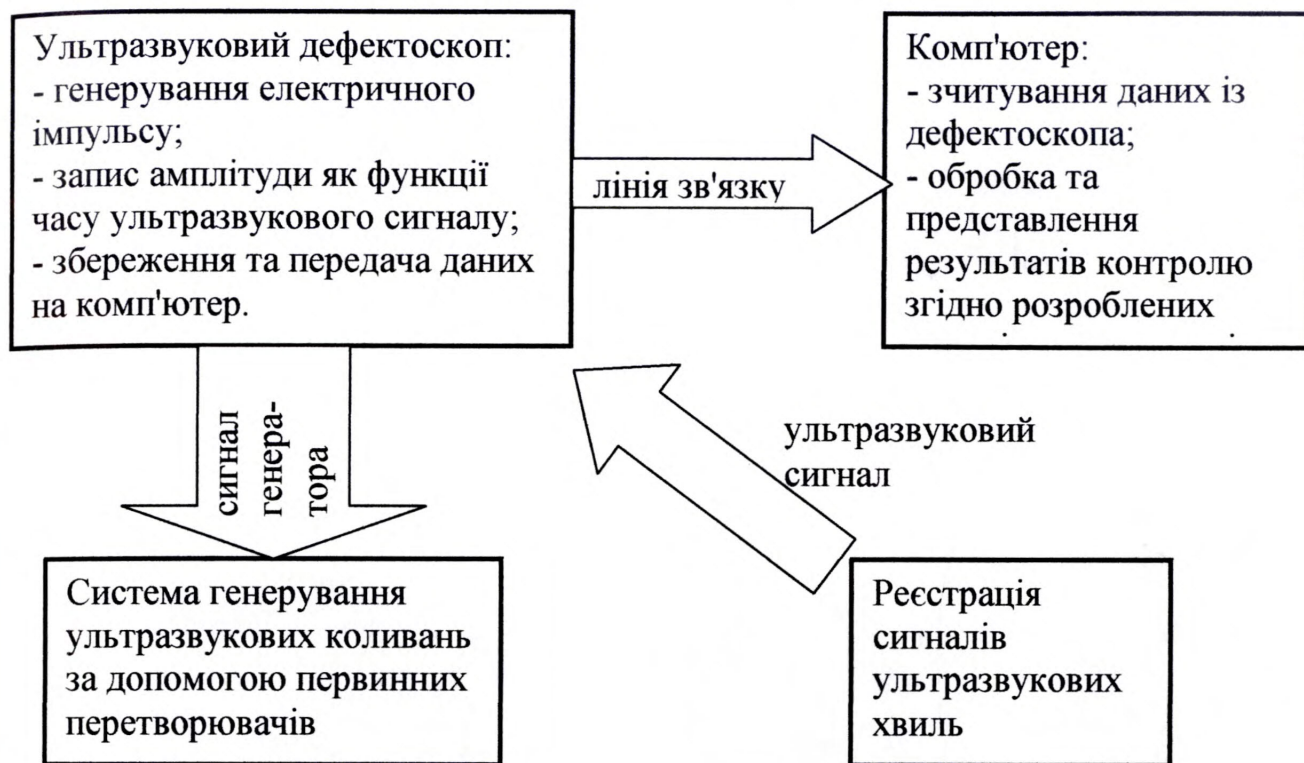 Ультразвуковий дефектоскоп:
- генерування електричного
імпульсу;
- запис амплітуди як функції
часу ультразвукового сигналу;
- збереження та передача даних
на комп'ютер.
лінія зв'язку
Комп'ютер:
- зчитування даних із
дефектоскопа;
- обробка та
представлення
результатів контролю
згідно розроблених
сигнал
генера-
тора
ультразвуковий
сигнал
Система генерування
ультразвукових коливань
за допомогою первинних
перетворювачів
Реєстрація
сигналів
ультразвукових
хвиль